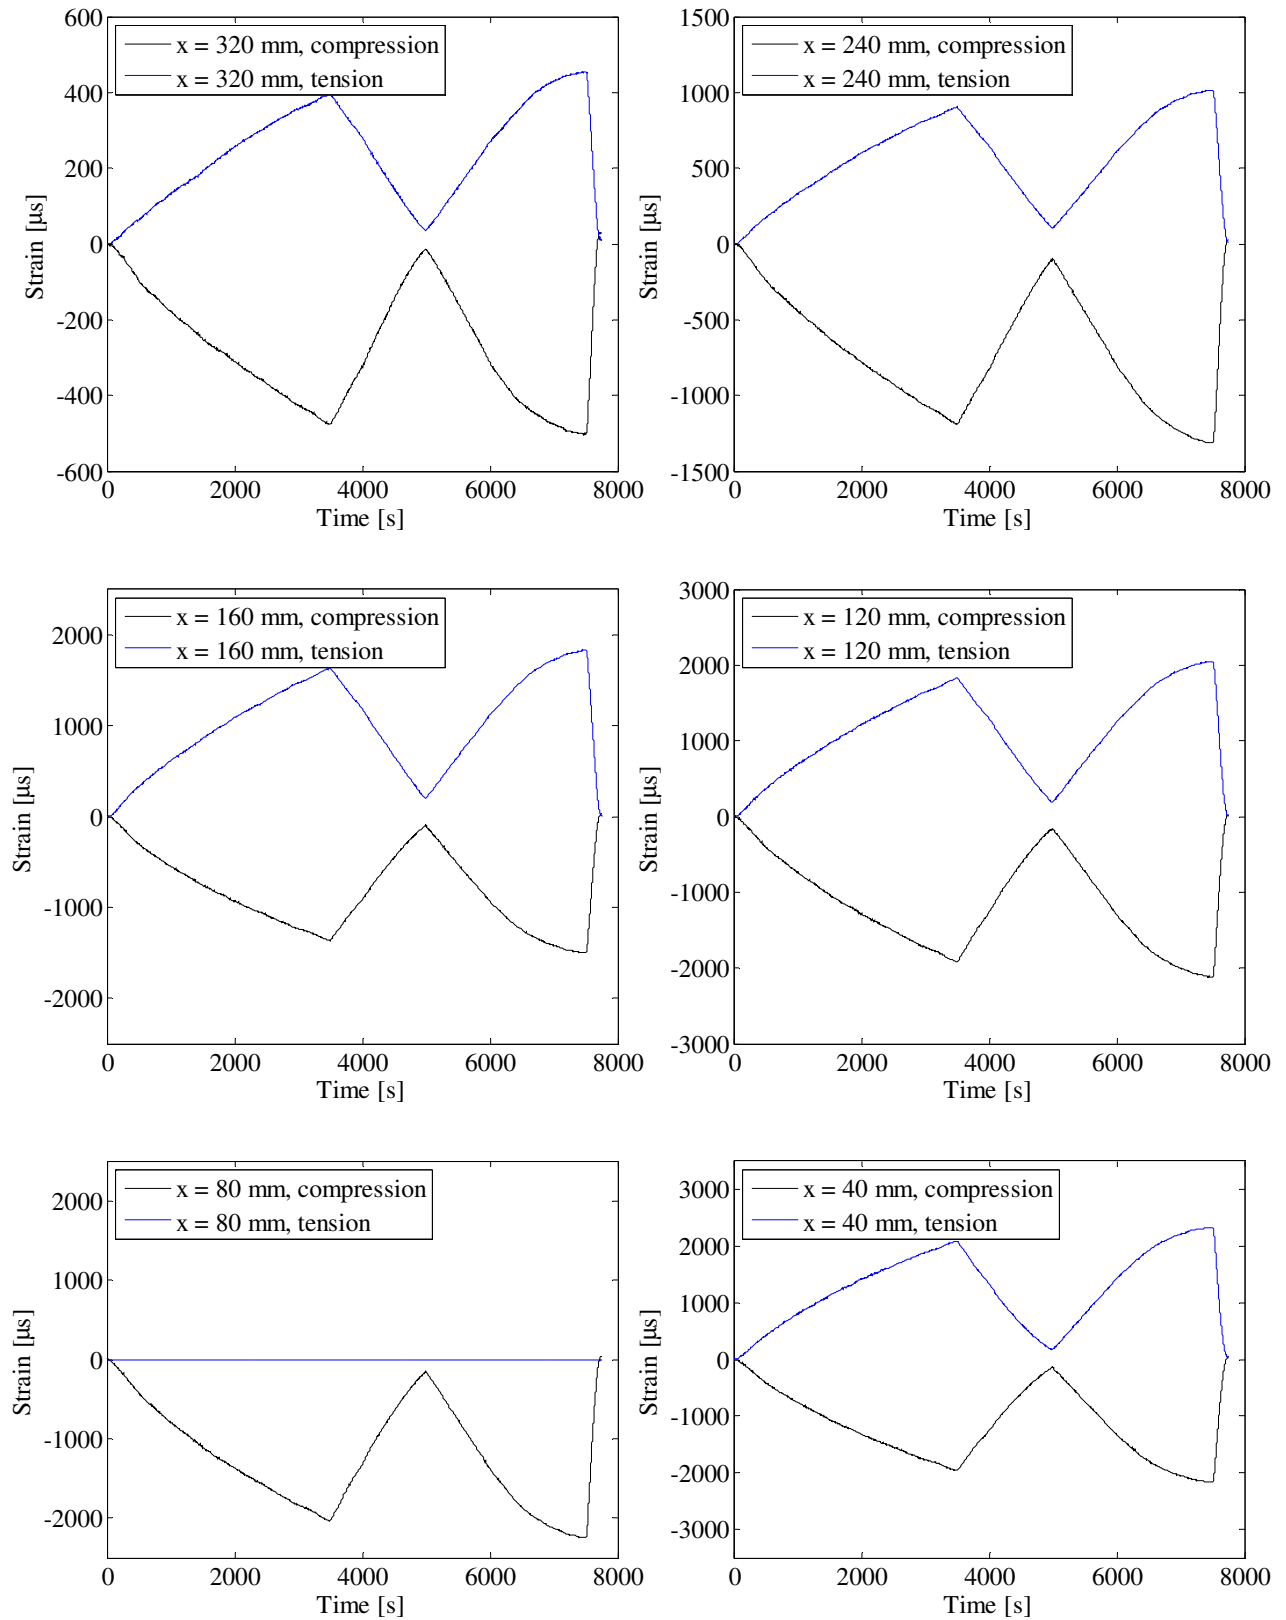 600
400
200
0
-200
-400
-600
Strain [μs]
x = 320 mm, compression
x = 320 mm, tension
0 2000 4000 6000 8000
Time [s]
1500
1000
500
0
-500
-1000
-1500
Strain [μs]
x = 240 mm, compression
x = 240 mm, tension
0 2000 4000 6000 8000
Time [s]
2000
1000
0
-1000
-2000
Strain [μs]
x = 160 mm, compression
x = 160 mm, tension
0 2000 4000 6000 8000
Time [s]
3000
2000
1000
0
-1000
-2000
-3000
Strain [μs]
x = 120 mm, compression
x = 120 mm, tension
0 2000 4000 6000 8000
Time [s]
2000
1000
0
-1000
-2000
Strain [μs]
x = 80 mm, compression
x = 80 mm, tension
0 2000 4000 6000 8000
Time [s]
3000
2000
1000
0
-1000
-2000
-3000
Strain [μs]
x = 40 mm, compression
x = 40 mm, tension
0 2000 4000 6000 8000
Time [s]